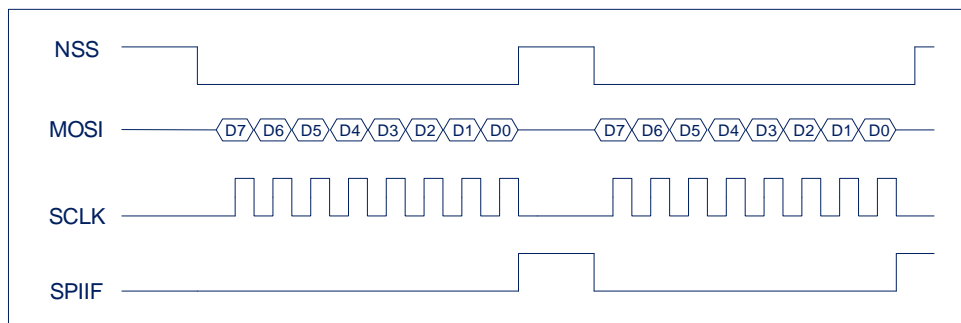 NSS
MOSI D7 D6 D5 D4 D3 D2 D1 D0 D7 D6 D5 D4 D3 D2 D1 D0
SCLK
SPIIF